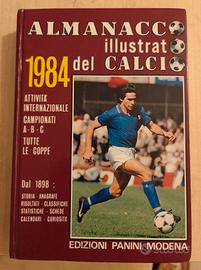 ALMANACCO
illustrato
1984 del CALCIO
ATTIVITÀ
INTERNAZIONALE
CAMPIONATI
A - B - C
TUTTE
LE COPPE
Dal 1898 :
STORIA - ANAGRAFE
RISULTATI - CLASSIFICHE
STATISTICHE - SCHEDE
CALENDARI - CURIOSITÀ
EDIZIONI PANINI MODENA